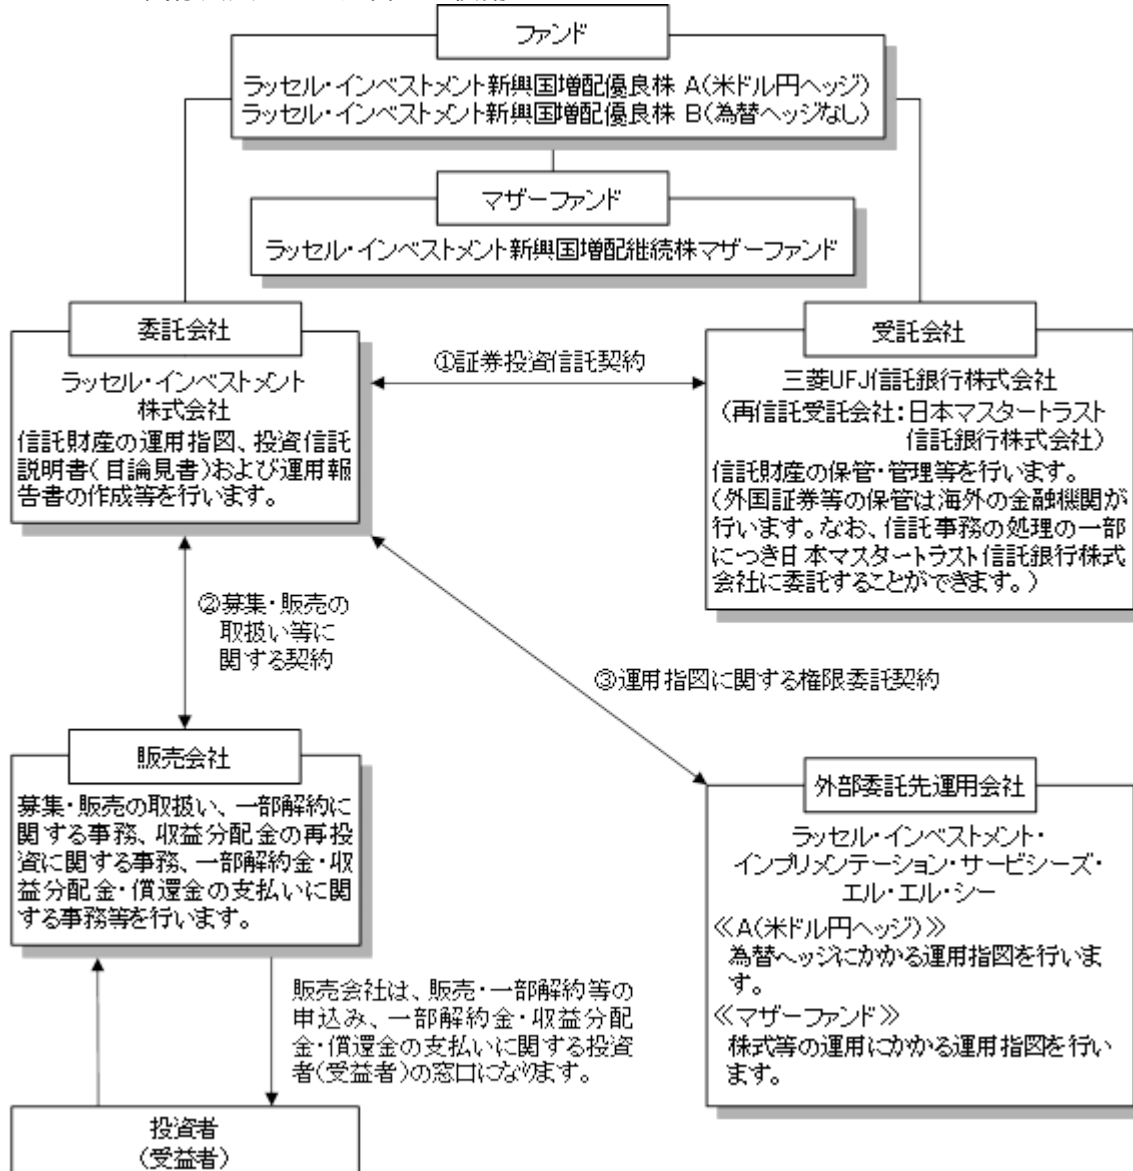 ファンド
ラッセル・インベストメント新興国増配優良株 A(米ドル円ヘッジ)
ラッセル・インベストメント新興国増配優良株 B(為替ヘッジなし)
マザーファンド
ラッセル・インベストメント新興国増配継続株マザーファンド
委託会社
ラッセル・インベストメント
株式会社
信託財産の運用指図、投資信託
説明書(目論見書)および運用報
告書の作成等を行います。
①証券投資信託契約
受託会社
三菱UFJ信託銀行株式会社
(再信託受託会社:日本マスタートラスト
信託銀行株式会社)
信託財産の保管・管理等を行います。
(外国証券等の保管は海外の金融機関が
行います。なお、信託事務の処理の一部
につき日本マスタートラスト信託銀行株式
会社に委託することができます。)
②募集・販売の
取扱い等に
関する契約
③運用指図に関する権限委託契約
販売会社
募集・販売の取扱い、一部解約に
関する事務、収益分配金の再投
資に関する事務、一部解約金・収
益分配金・償還金の支払いに関
する事務等を行います。
外部委託先運用会社
ラッセル・インベストメント・
インプリメンテーション・サービシーズ・
エル・エル・シー
≪A(米ドル円ヘッジ)≫
為替ヘッジにかかる運用指図を行いま
す。
≪マザーファンド≫
株式等の運用にかかる運用指図を行い
ます。
販売会社は、販売・一部解約等の
申込み、一部解約金・収益分配
金・償還金の支払いに関する投資
者(受益者)の窓口になります。
投資者
(受益者)